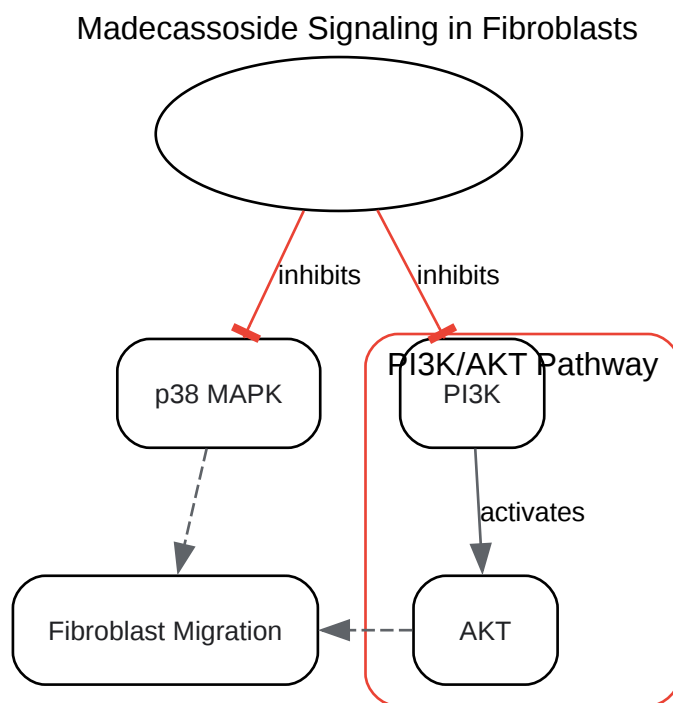 Madecassoside Signaling in Fibroblasts
inhibits
inhibits
p38 MAPK
PI3K/AKT Pathway
PI3K
activates
Fibroblast Migration
AKT